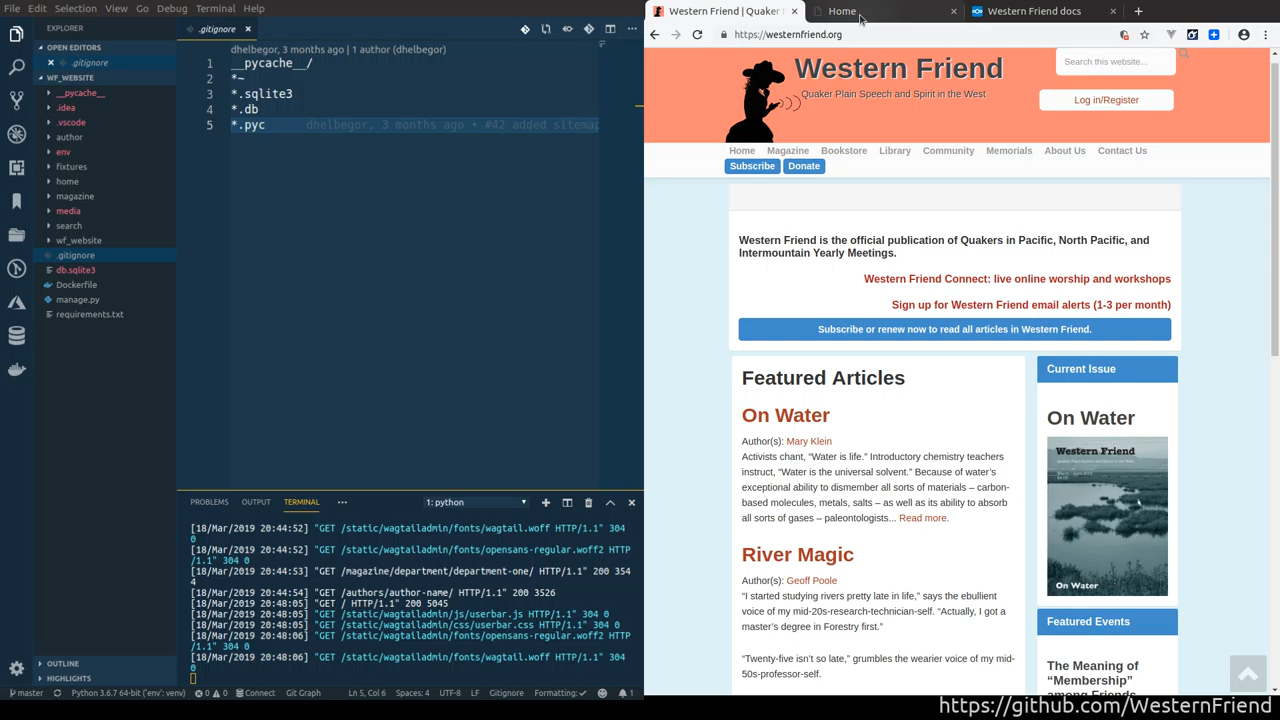 File Edit Selection View Go Debug Terminal Help
EXPLORER
OPEN EDITORS
.gitignore
WF_WEBSITE
__pycache__
.idea
.vscode
author
env
fixtures
home
magazine
media
search
wf_website
.gitignore
db.sqlite3
Dockerfile
manage.py
requirements.txt
OUTLINE
HIGHLIGHTS
.gitignore
dhelbegor, 3 months ago | 1 author (dhelbegor)
1 __pycache__/
2 *~
3 *.sqlite3
4 *.db
5 *.pyc dhelbegor, 3 months ago • #42 added sitemap
PROBLEMS OUTPUT TERMINAL ••• 1: python
[18/Mar/2019 20:44:52] "GET /static/wagtailadmin/fonts/wagtail.woff HTTP/1.1" 304
0
[18/Mar/2019 20:44:52] "GET /static/wagtailadmin/fonts/opensans-regular.woff2 HTTP
/1.1" 304 0
[18/Mar/2019 20:44:53] "GET /magazine/department/department-one/ HTTP/1.1" 200 354
4
[18/Mar/2019 20:44:54] "GET /authors/author-name/ HTTP/1.1" 200 3526
[18/Mar/2019 20:48:05] "GET / HTTP/1.1" 200 5045
[18/Mar/2019 20:48:05] "GET /static/wagtailadmin/js/userbar.js HTTP/1.1" 304 0
[18/Mar/2019 20:48:05] "GET /static/wagtailadmin/css/userbar.css HTTP/1.1" 304 0
[18/Mar/2019 20:48:06] "GET /static/wagtailadmin/fonts/opensans-regular.woff2 HTTP
/1.1" 304 0
[18/Mar/2019 20:48:06] "GET /static/wagtailadmin/fonts/wagtail.woff HTTP/1.1" 304
0
master Python 3.6.7 64-bit ('env': venv) 0 0 Connect Git Graph Ln 5, Col 6 Spaces: 4 UTF-8 LF Gitignore Formatting: ✓ 1
Western Friend | Quaker
Home
Western Friend docs
https://westernfriend.org
Western Friend
Quaker Plain Speech and Spirit in the West
Search this website...
Log in/Register
Home Magazine Bookstore Library Community Memorials About Us Contact Us
Subscribe Donate
Western Friend is the official publication of Quakers in Pacific, North Pacific, and
Intermountain Yearly Meetings.
Western Friend Connect: live online worship and workshops
Sign up for Western Friend email alerts (1-3 per month)
Subscribe or renew now to read all articles in Western Friend.
Featured Articles
On Water
Author(s): Mary Klein
Activists chant, “Water is life.” Introductory chemistry teachers
instruct, “Water is the universal solvent.” Because of water’s
exceptional ability to dismember all sorts of materials – carbon-
based molecules, metals, salts – as well as its ability to absorb
all sorts of gases – paleontologists... Read more.
River Magic
Author(s): Geoff Poole
“I started studying rivers pretty late in life,” says the ebullient
voice of my mid-20s-research-technician-self. “Actually, I got a
master’s degree in Forestry first.”
“Twenty-five isn’t so late,” grumbles the wearier voice of my mid-
50s-professor-self.
Current Issue
On Water
Western Friend
On Water
Featured Events
The Meaning of
“Membership”
among Friends
https://github.com/WesternFriend